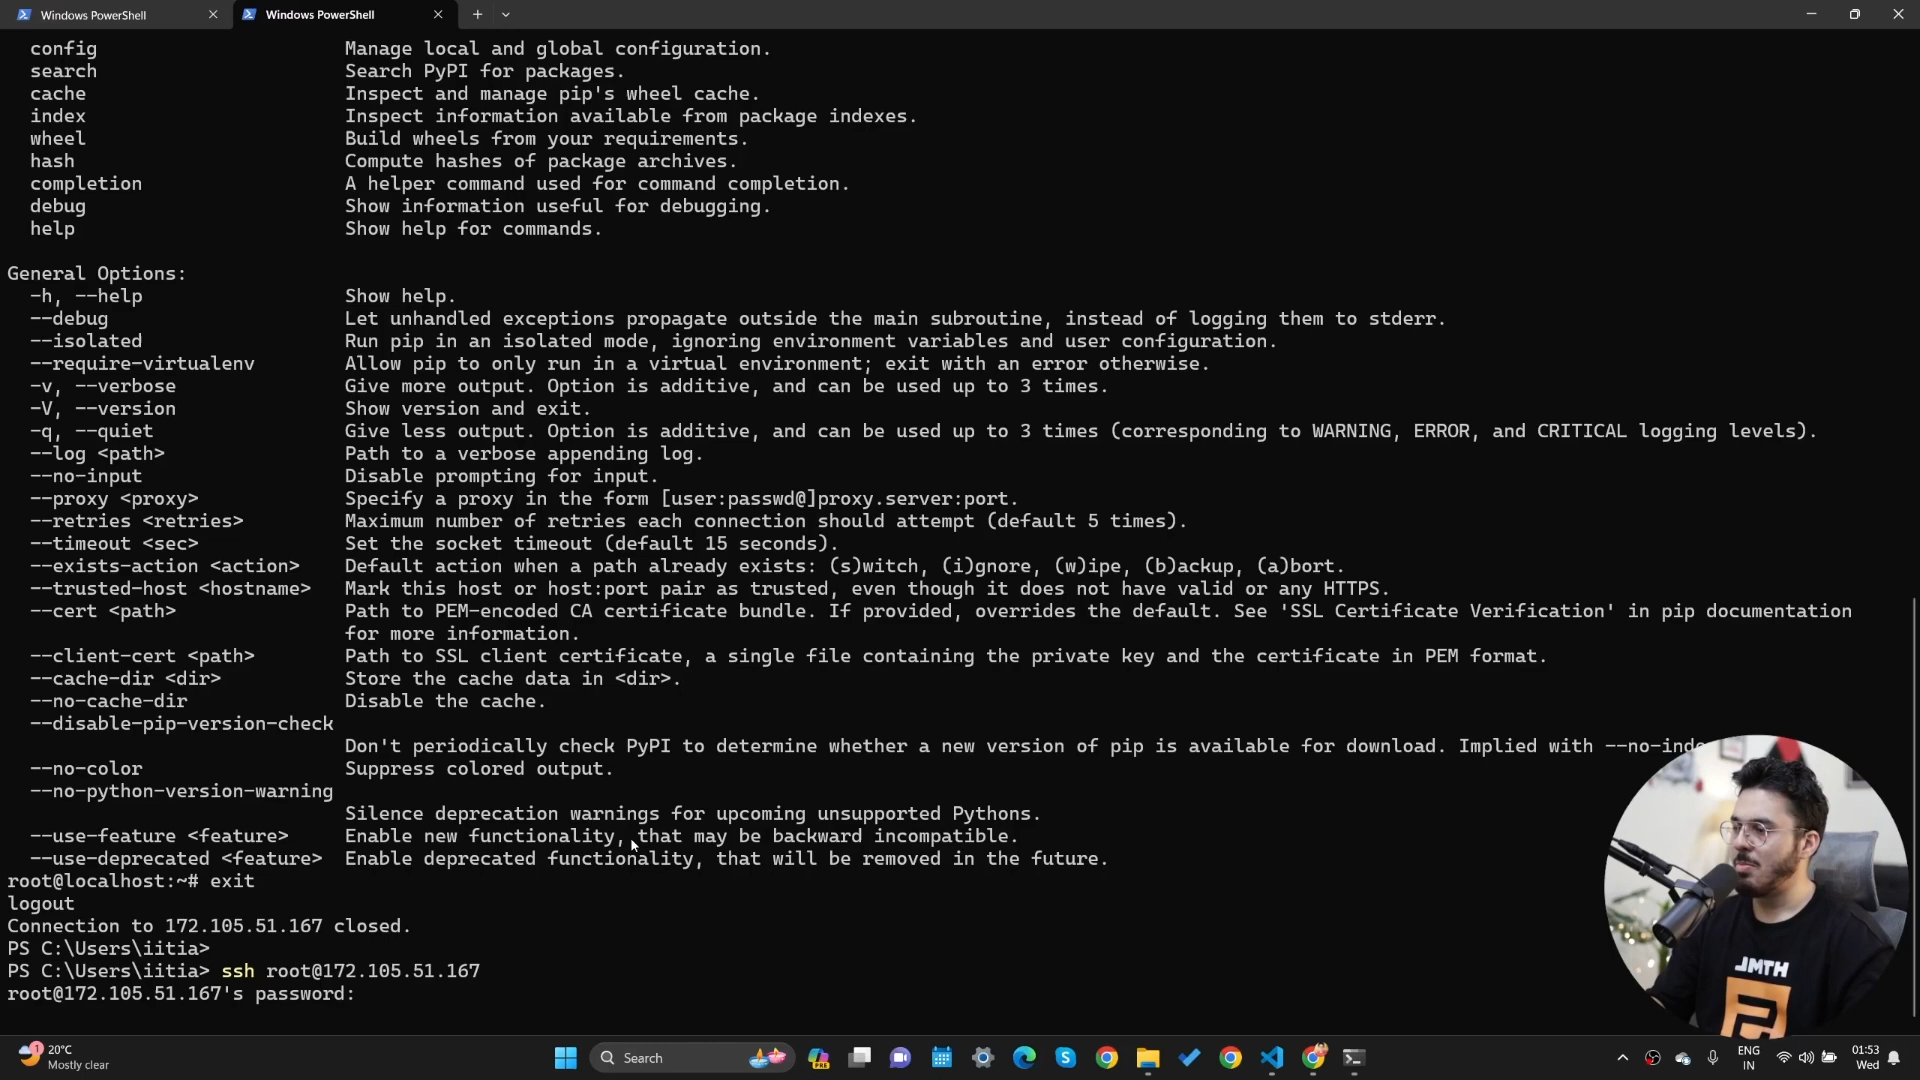 Windows PowerShell
Windows PowerShell
config Manage local and global configuration.
search Search PyPI for packages.
cache Inspect and manage pip's wheel cache.
index Inspect information available from package indexes.
wheel Build wheels from your requirements.
hash Compute hashes of package archives.
completion A helper command used for command completion.
debug Show information useful for debugging.
help Show help for commands.
General Options:
-h, --help Show help.
--debug Let unhandled exceptions propagate outside the main subroutine, instead of logging them to stderr.
--isolated Run pip in an isolated mode, ignoring environment variables and user configuration.
--require-virtualenv Allow pip to only run in a virtual environment; exit with an error otherwise.
-v, --verbose Give more output. Option is additive, and can be used up to 3 times.
-V, --version Show version and exit.
-q, --quiet Give less output. Option is additive, and can be used up to 3 times (corresponding to WARNING, ERROR, and CRITICAL logging levels).
--log <path> Path to a verbose appending log.
--no-input Disable prompting for input.
--proxy <proxy> Specify a proxy in the form [user:passwd@]proxy.server:port.
--retries <retries> Maximum number of retries each connection should attempt (default 5 times).
--timeout <sec> Set the socket timeout (default 15 seconds).
--exists-action <action> Default action when a path already exists: (s)witch, (i)gnore, (w)ipe, (b)ackup, (a)bort.
--trusted-host <hostname> Mark this host or host:port pair as trusted, even though it does not have valid or any HTTPS.
--cert <path> Path to PEM-encoded CA certificate bundle. If provided, overrides the default. See 'SSL Certificate Verification' in pip documentation
for more information.
--client-cert <path> Path to SSL client certificate, a single file containing the private key and the certificate in PEM format.
--cache-dir <dir> Store the cache data in <dir>.
--no-cache-dir Disable the cache.
--disable-pip-version-check
Don't periodically check PyPI to determine whether a new version of pip is available for download. Implied with
--no-color Suppress colored output.
--no-python-version-warning
Silence deprecation warnings for upcoming unsupported Pythons.
--use-feature <feature> Enable new functionality, that may be backward incompatible.
--use-deprecated <feature> Enable deprecated functionality, that will be removed in the future.
root@localhost:~# exit
logout
Connection to 172.105.51.167 closed.
PS C:\Users\iitia>
PS C:\Users\iitia> ssh root@172.105.51.167
root@172.105.51.167's password:
HTML
5
1
20°C
Mostly clear
Search
PRE
ENG
IN
01:53
Wed